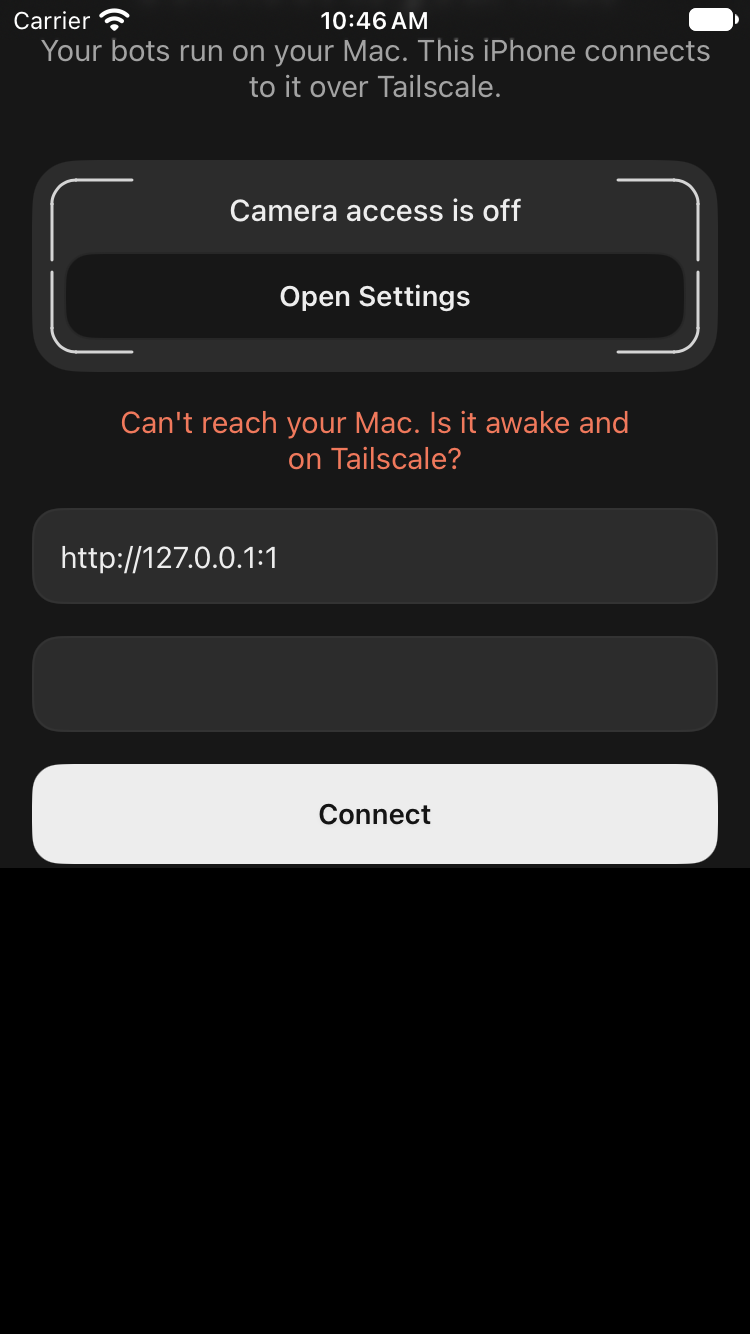 Carrier 10:46 AM
Your bots run on your Mac. This iPhone connects
to it over Tailscale.
Camera access is off
Open Settings
Can't reach your Mac. Is it awake and
on Tailscale?
http://127.0.0.1:1
Connect